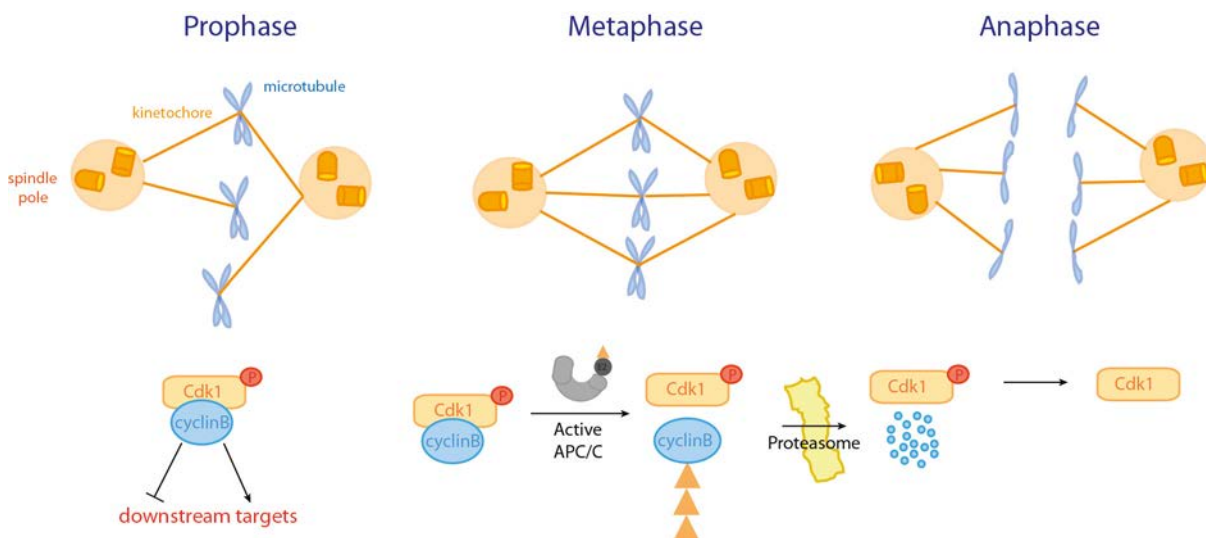 Prophase
Metaphase
Anaphase
microtubule
kinetochore
spindle
pole
P
Cdk1
cyclinB
downstream targets
P
Cdk1
cyclinB
E2
Active
APC/C
P
Cdk1
cyclinB
Proteasome
P
Cdk1
Cdk1